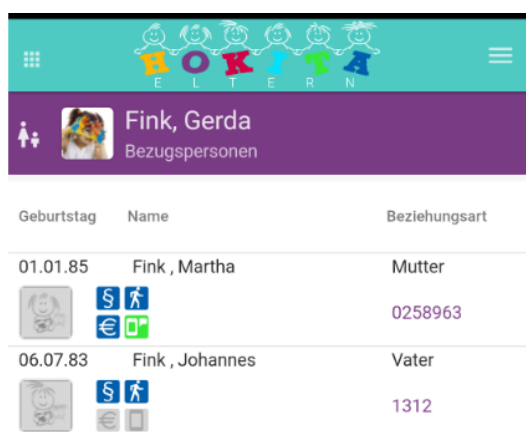 HOKITA
ELTERN
Fink, Gerda
Bezugspersonen
Geburtstag Name Beziehungsart
01.01.85 Fink , Martha Mutter
§
€
0258963
06.07.83 Fink , Johannes Vater
§
€
1312